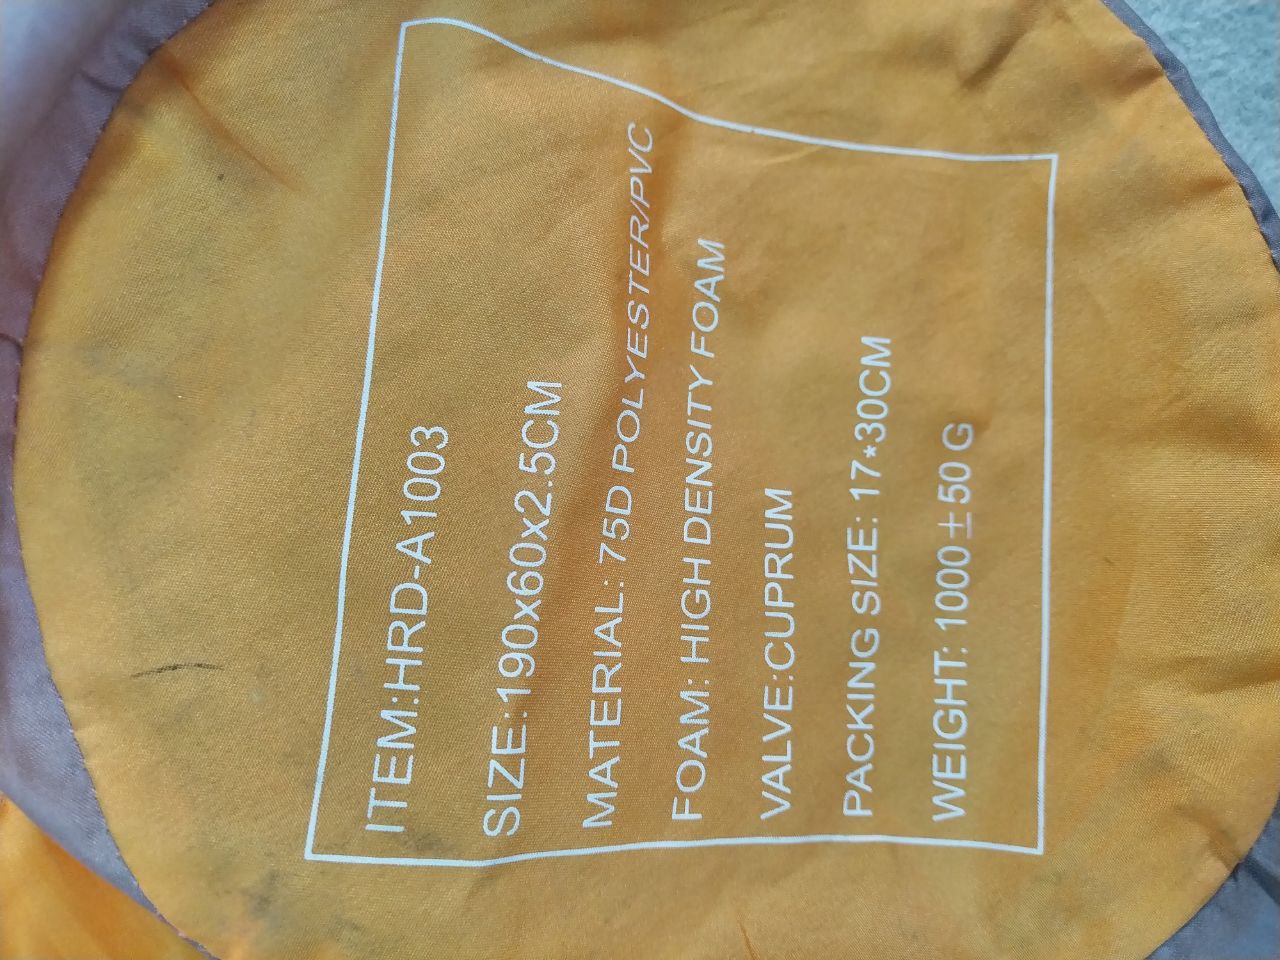 ITEM:HRD-A1003
SIZE:190x60x2.5CM
MATERIAL: 75D POLYESTER/PVC
FOAM: HIGH DENSITY FOAM
VALVE:CUPRUM
PACKING SIZE: 17*30CM
WEIGHT: 1000±50 G